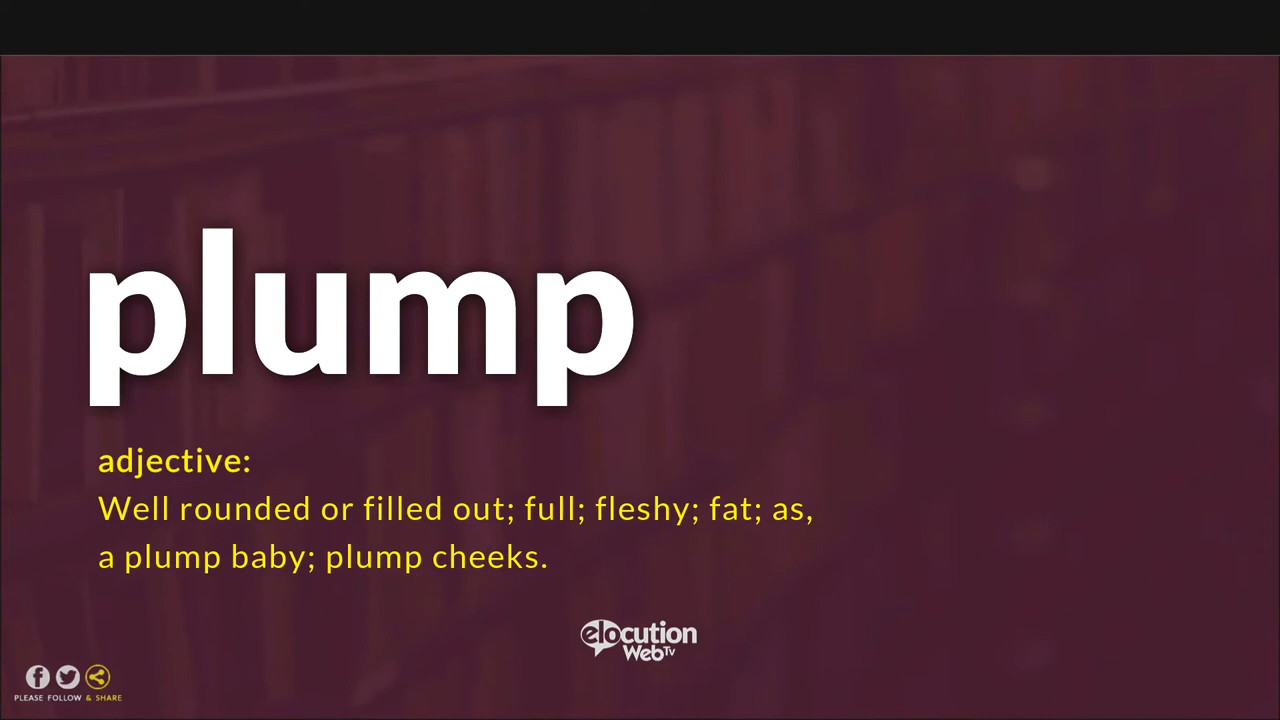 plump
adjective:
Well rounded or filled out; full; fleshy; fat; as,
a plump baby; plump cheeks.
elocution
WebTv
PLEASE FOLLOW & SHARE